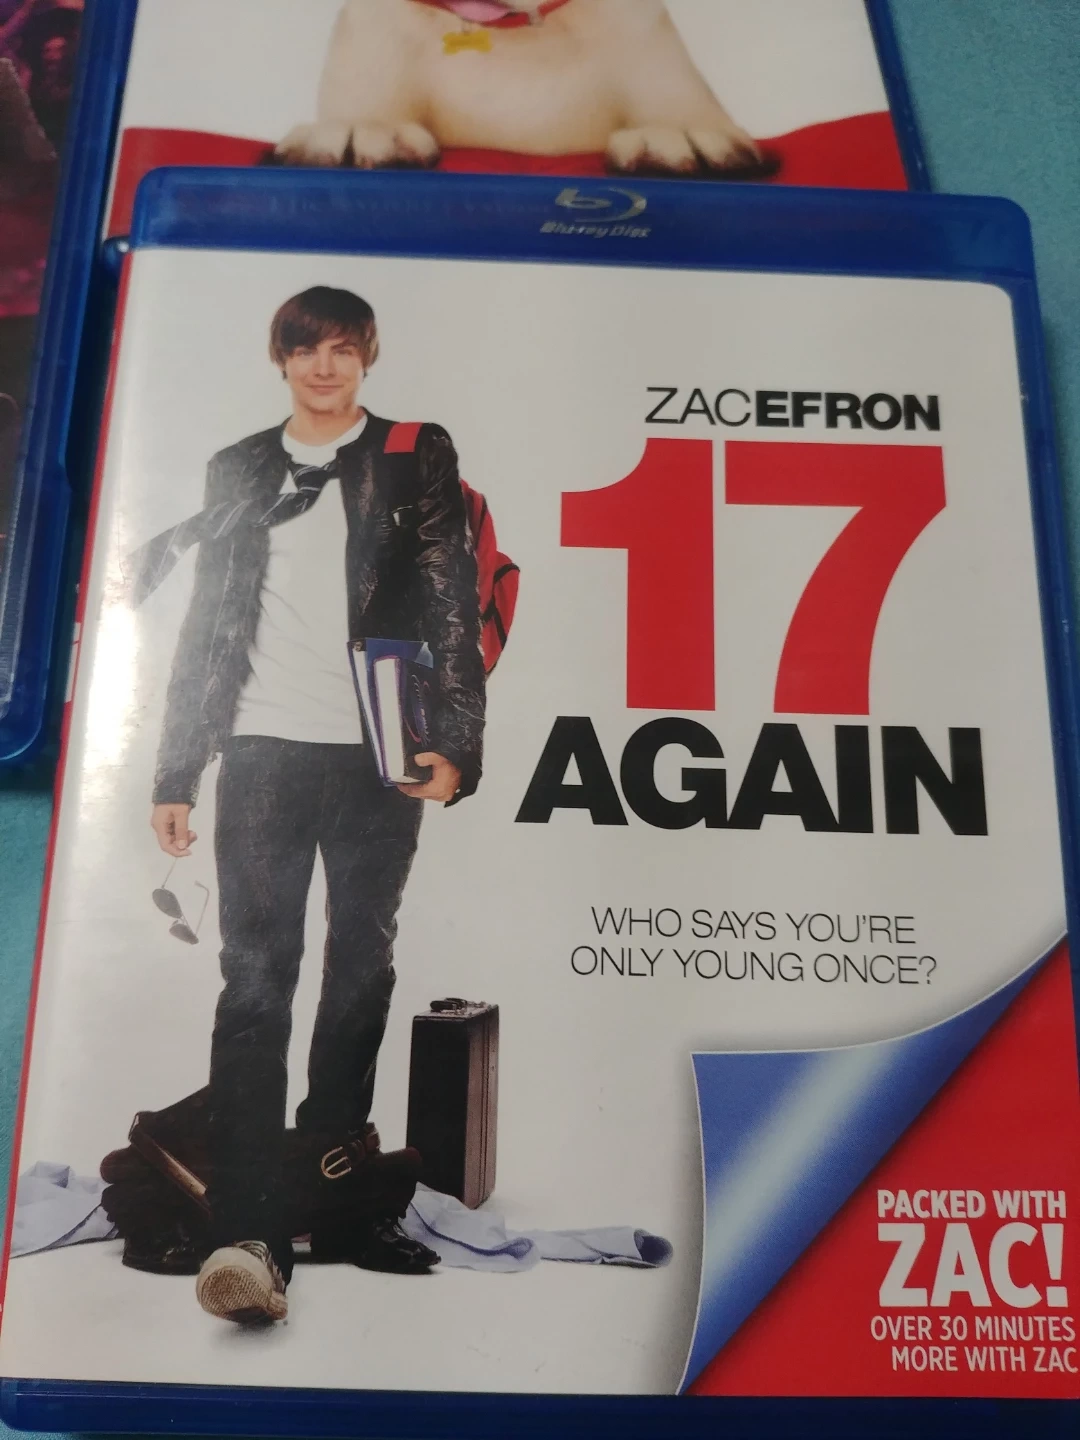 Blu-ray Disc
ZACEFRON
17
AGAIN
WHO SAYS YOU'RE
ONLY YOUNG ONCE?
PACKED WITH
ZAC!
OVER 30 MINUTES
MORE WITH ZAC